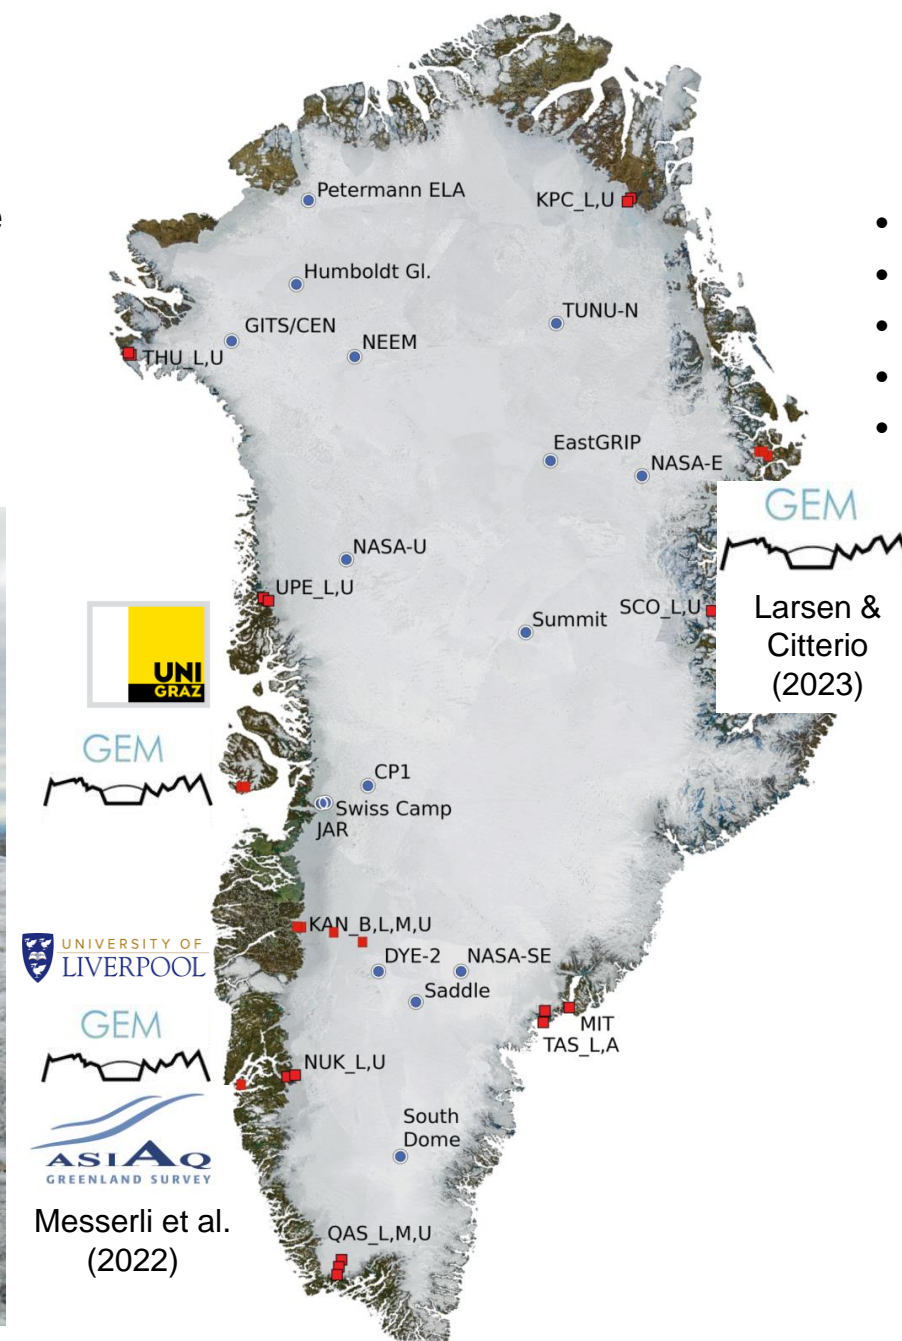 e
Petermann ELA
KPC_L,U
Humboldt Gl.
TUNU-N
GITS/CEN
NEEM
THU_L,U
EastGRIP
NASA-E
GEM
NASA-U
UPE_L,U
Summit
SCO_L,U
Larsen &
Citterio
(2023)
UNI
GRAZ
GEM
CP1
Swiss Camp
JAR
KAN_B,L,M,U
UNIVERSITY OF
LIVERPOOL
DYE-2
NASA-SE
Saddle
GEM
MIT
TAS_L,A
NUK_L,U
South
Dome
ASIAQ
GREENLAND SURVEY
Messerli et al.
(2022)
QAS_L,M,U